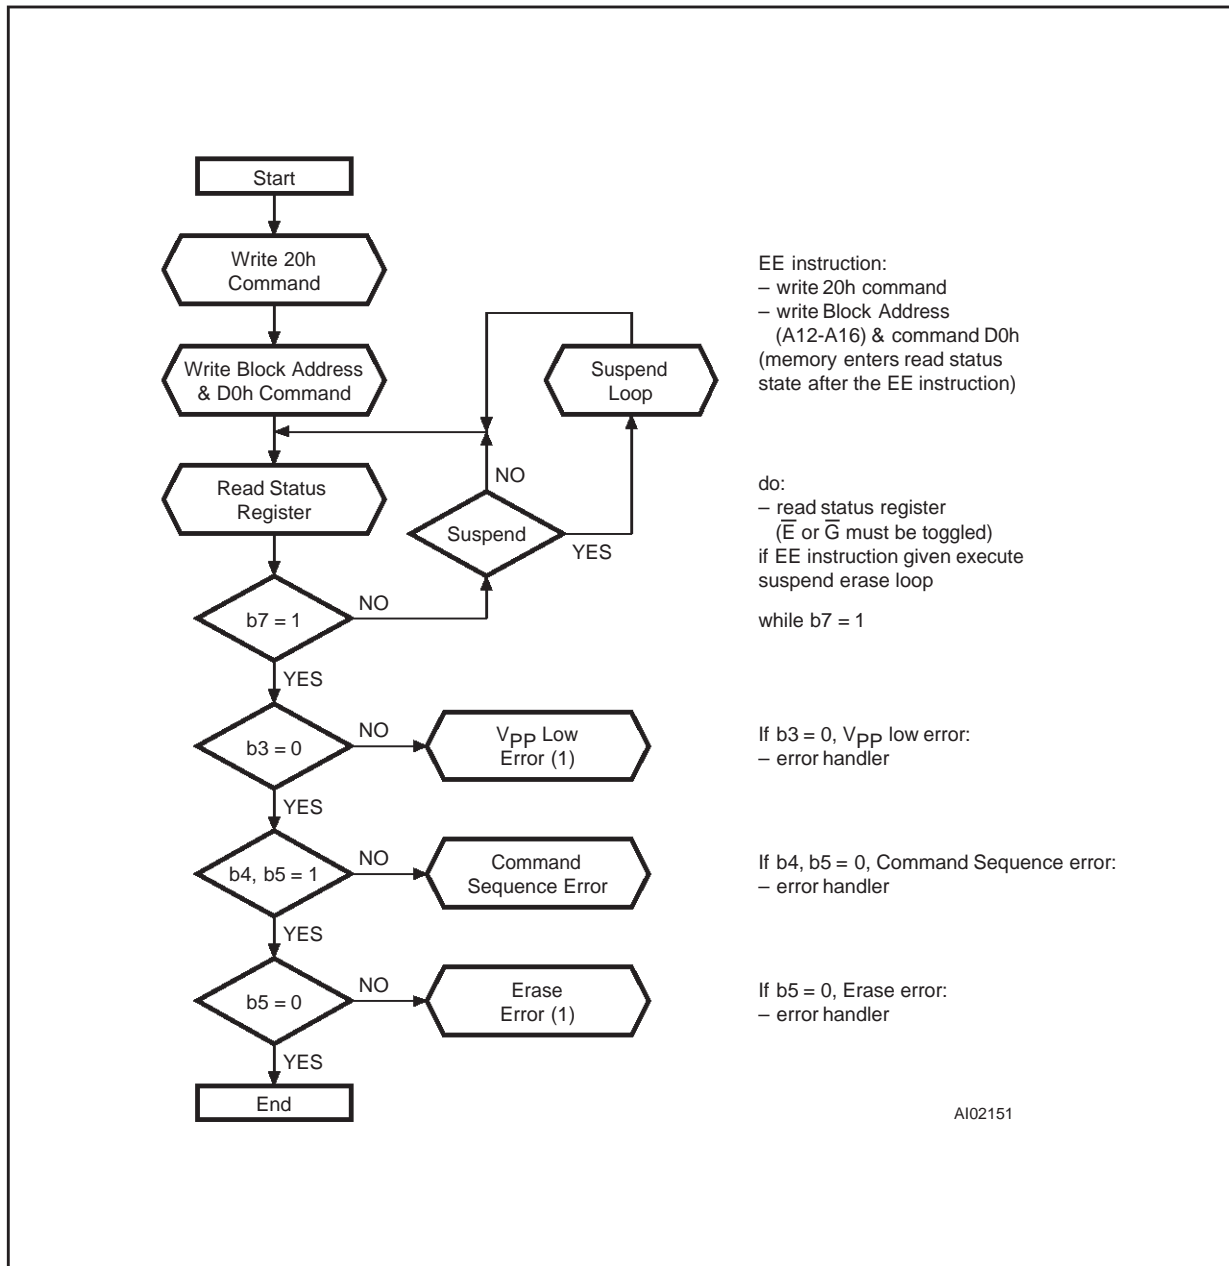 Start
Write 20h
Command
Write Block Address
& D0h Command
Suspend
Loop
Read Status
Register
NO
Suspend
YES
b7 = 1
NO
YES
b3 = 0
NO
VPP Low
Error (1)
YES
b4, b5 = 1
NO
Command
Sequence Error
YES
b5 = 0
NO
Erase
Error (1)
YES
End
EE instruction:
– write 20h command
– write Block Address
(A12-A16) & command D0h
(memory enters read status
state after the EE instruction)
do:
– read status register
(E̅ or G̅ must be toggled)
if EE instruction given execute
suspend erase loop
while b7 = 1
If b3 = 0, VPP low error:
– error handler
If b4, b5 = 0, Command Sequence error:
– error handler
If b5 = 0, Erase error:
– error handler
AI02151